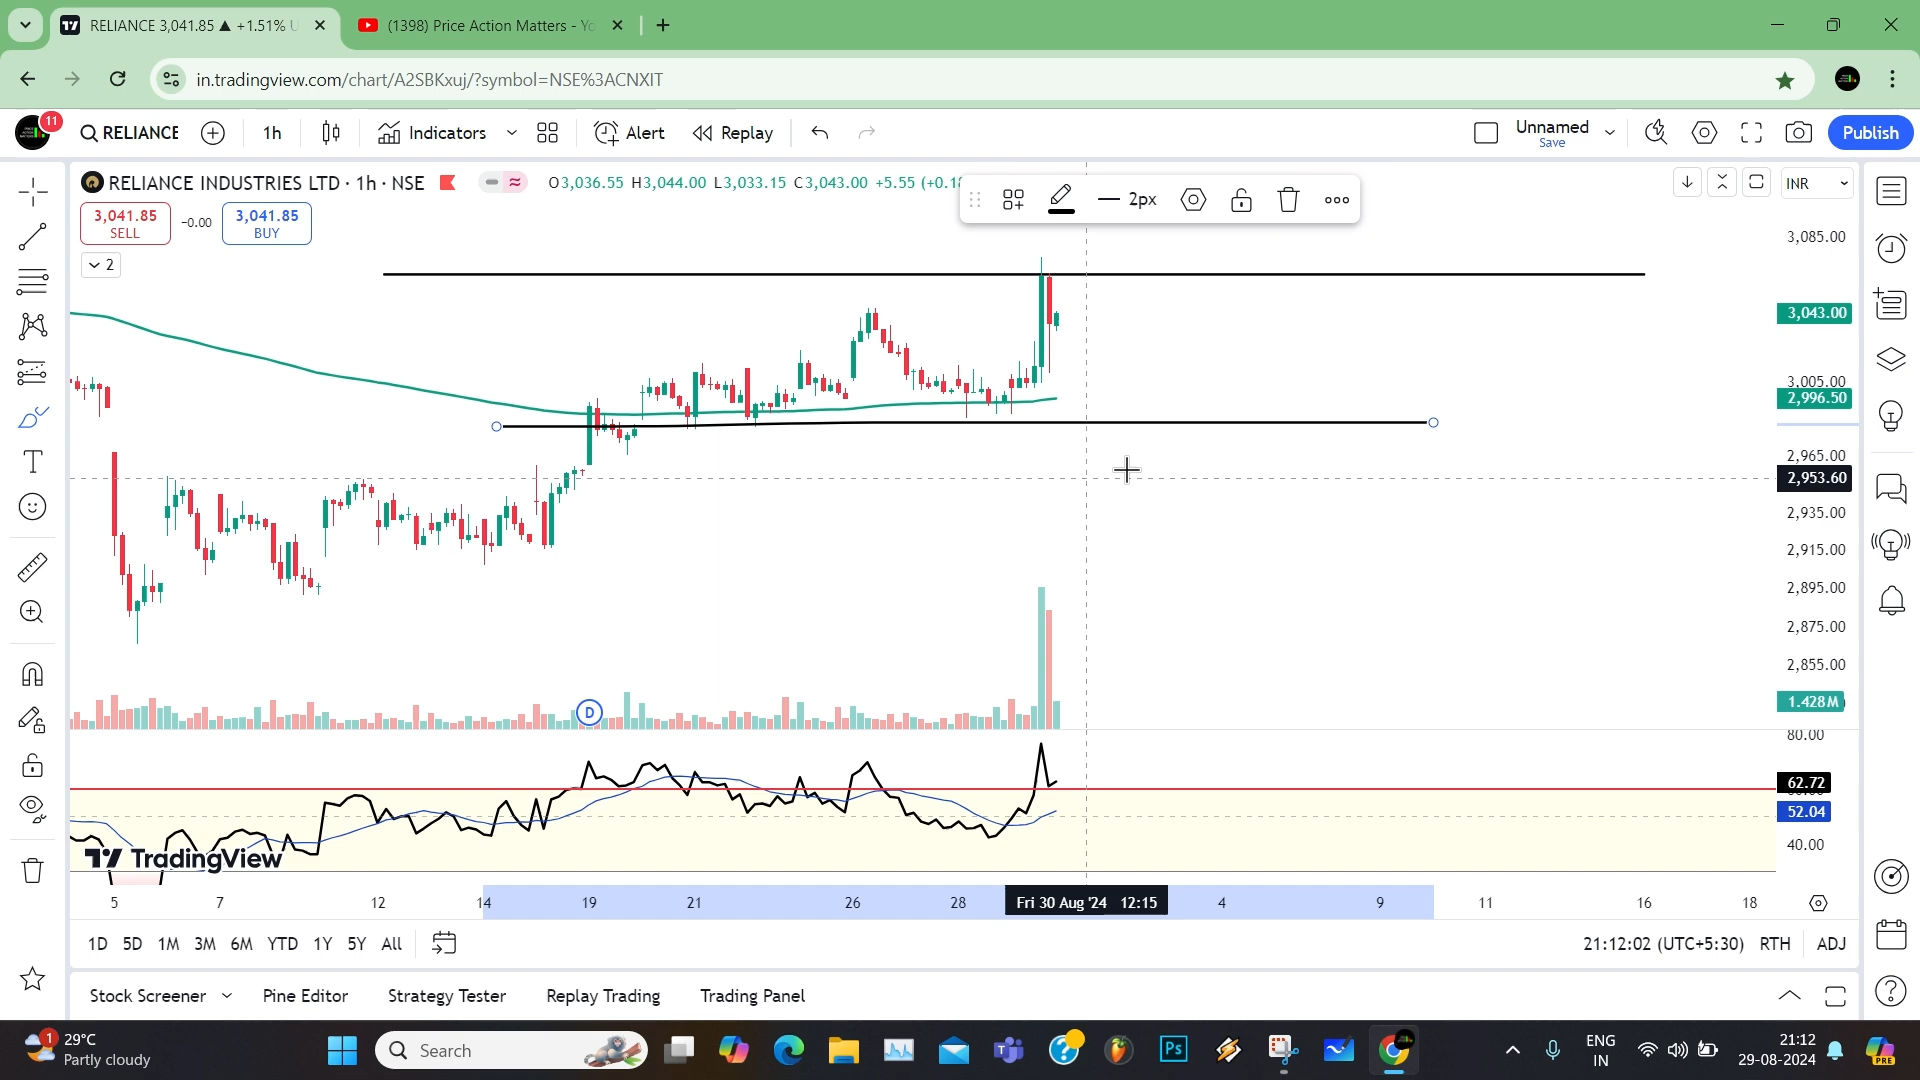 RELIANCE 3,041.85 ▲ +1.51% U
(1398) Price Action Matters - Yo
in.tradingview.com/chart/A2SBKxuj/?symbol=NSE%3ACNXIT
11
RELIANCE
1h
Indicators
Alert
Replay
Unnamed
Save
Publish
RELIANCE INDUSTRIES LTD · 1h · NSE
O3,036.55 H3,044.00 L3,033.15 C3,043.00 +5.55 (+0.18
2px
INR
3,041.85
SELL
-0.00
3,041.85
BUY
2
3,085.00
3,043.00
3,005.00
2,996.50
2,965.00
2,953.60
2,935.00
2,915.00
2,895.00
2,875.00
2,855.00
1.428M
D
80.00
62.72
52.04
40.00
TradingView
5 7 12 14 19 21 26 28 Fri 30 Aug '24 12:15 4 9 11 16 18
1D 5D 1M 3M 6M YTD 1Y 5Y All
21:12:02 (UTC+5:30) RTH ADJ
Stock Screener Pine Editor Strategy Tester Replay Trading Trading Panel
1
29°C
Partly cloudy
Search
T
Ps
ENG
IN
21:12
29-08-2024
PRE